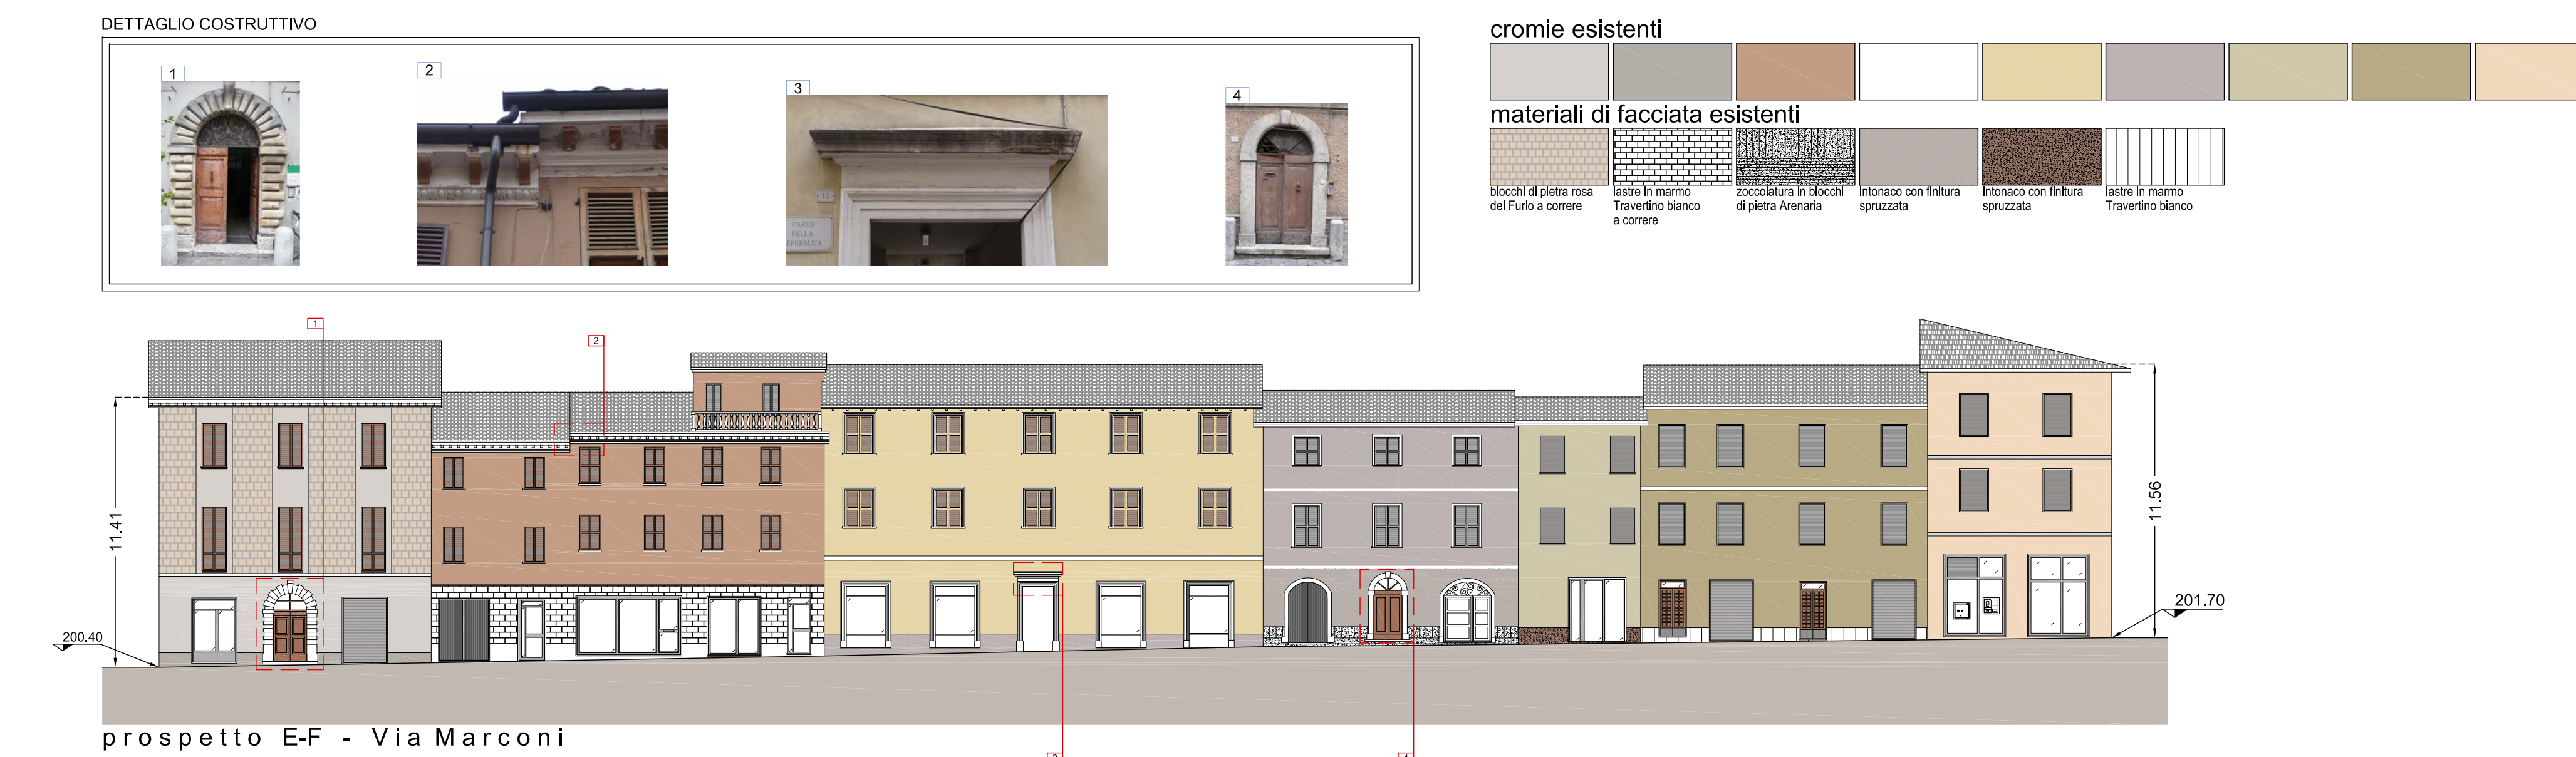 DETTAGLIO COSTRUTTIVO
1
2
3
4
PARCO
DELLA
cromie esistenti
materiali di facciata esistenti
blocchi di pietra rosa
del Furlo a correre
lastre in marmo
Travertino bianco
a correre
zoccolatura in blocchi
di pietra Arenaria
intonaco con finitura
spruzzata
intonaco con finitura
spruzzata
lastre in marmo
Travertino bianco
1
2
11.41
11.56
200.40
201.70
prospetto E-F - Via Marconi